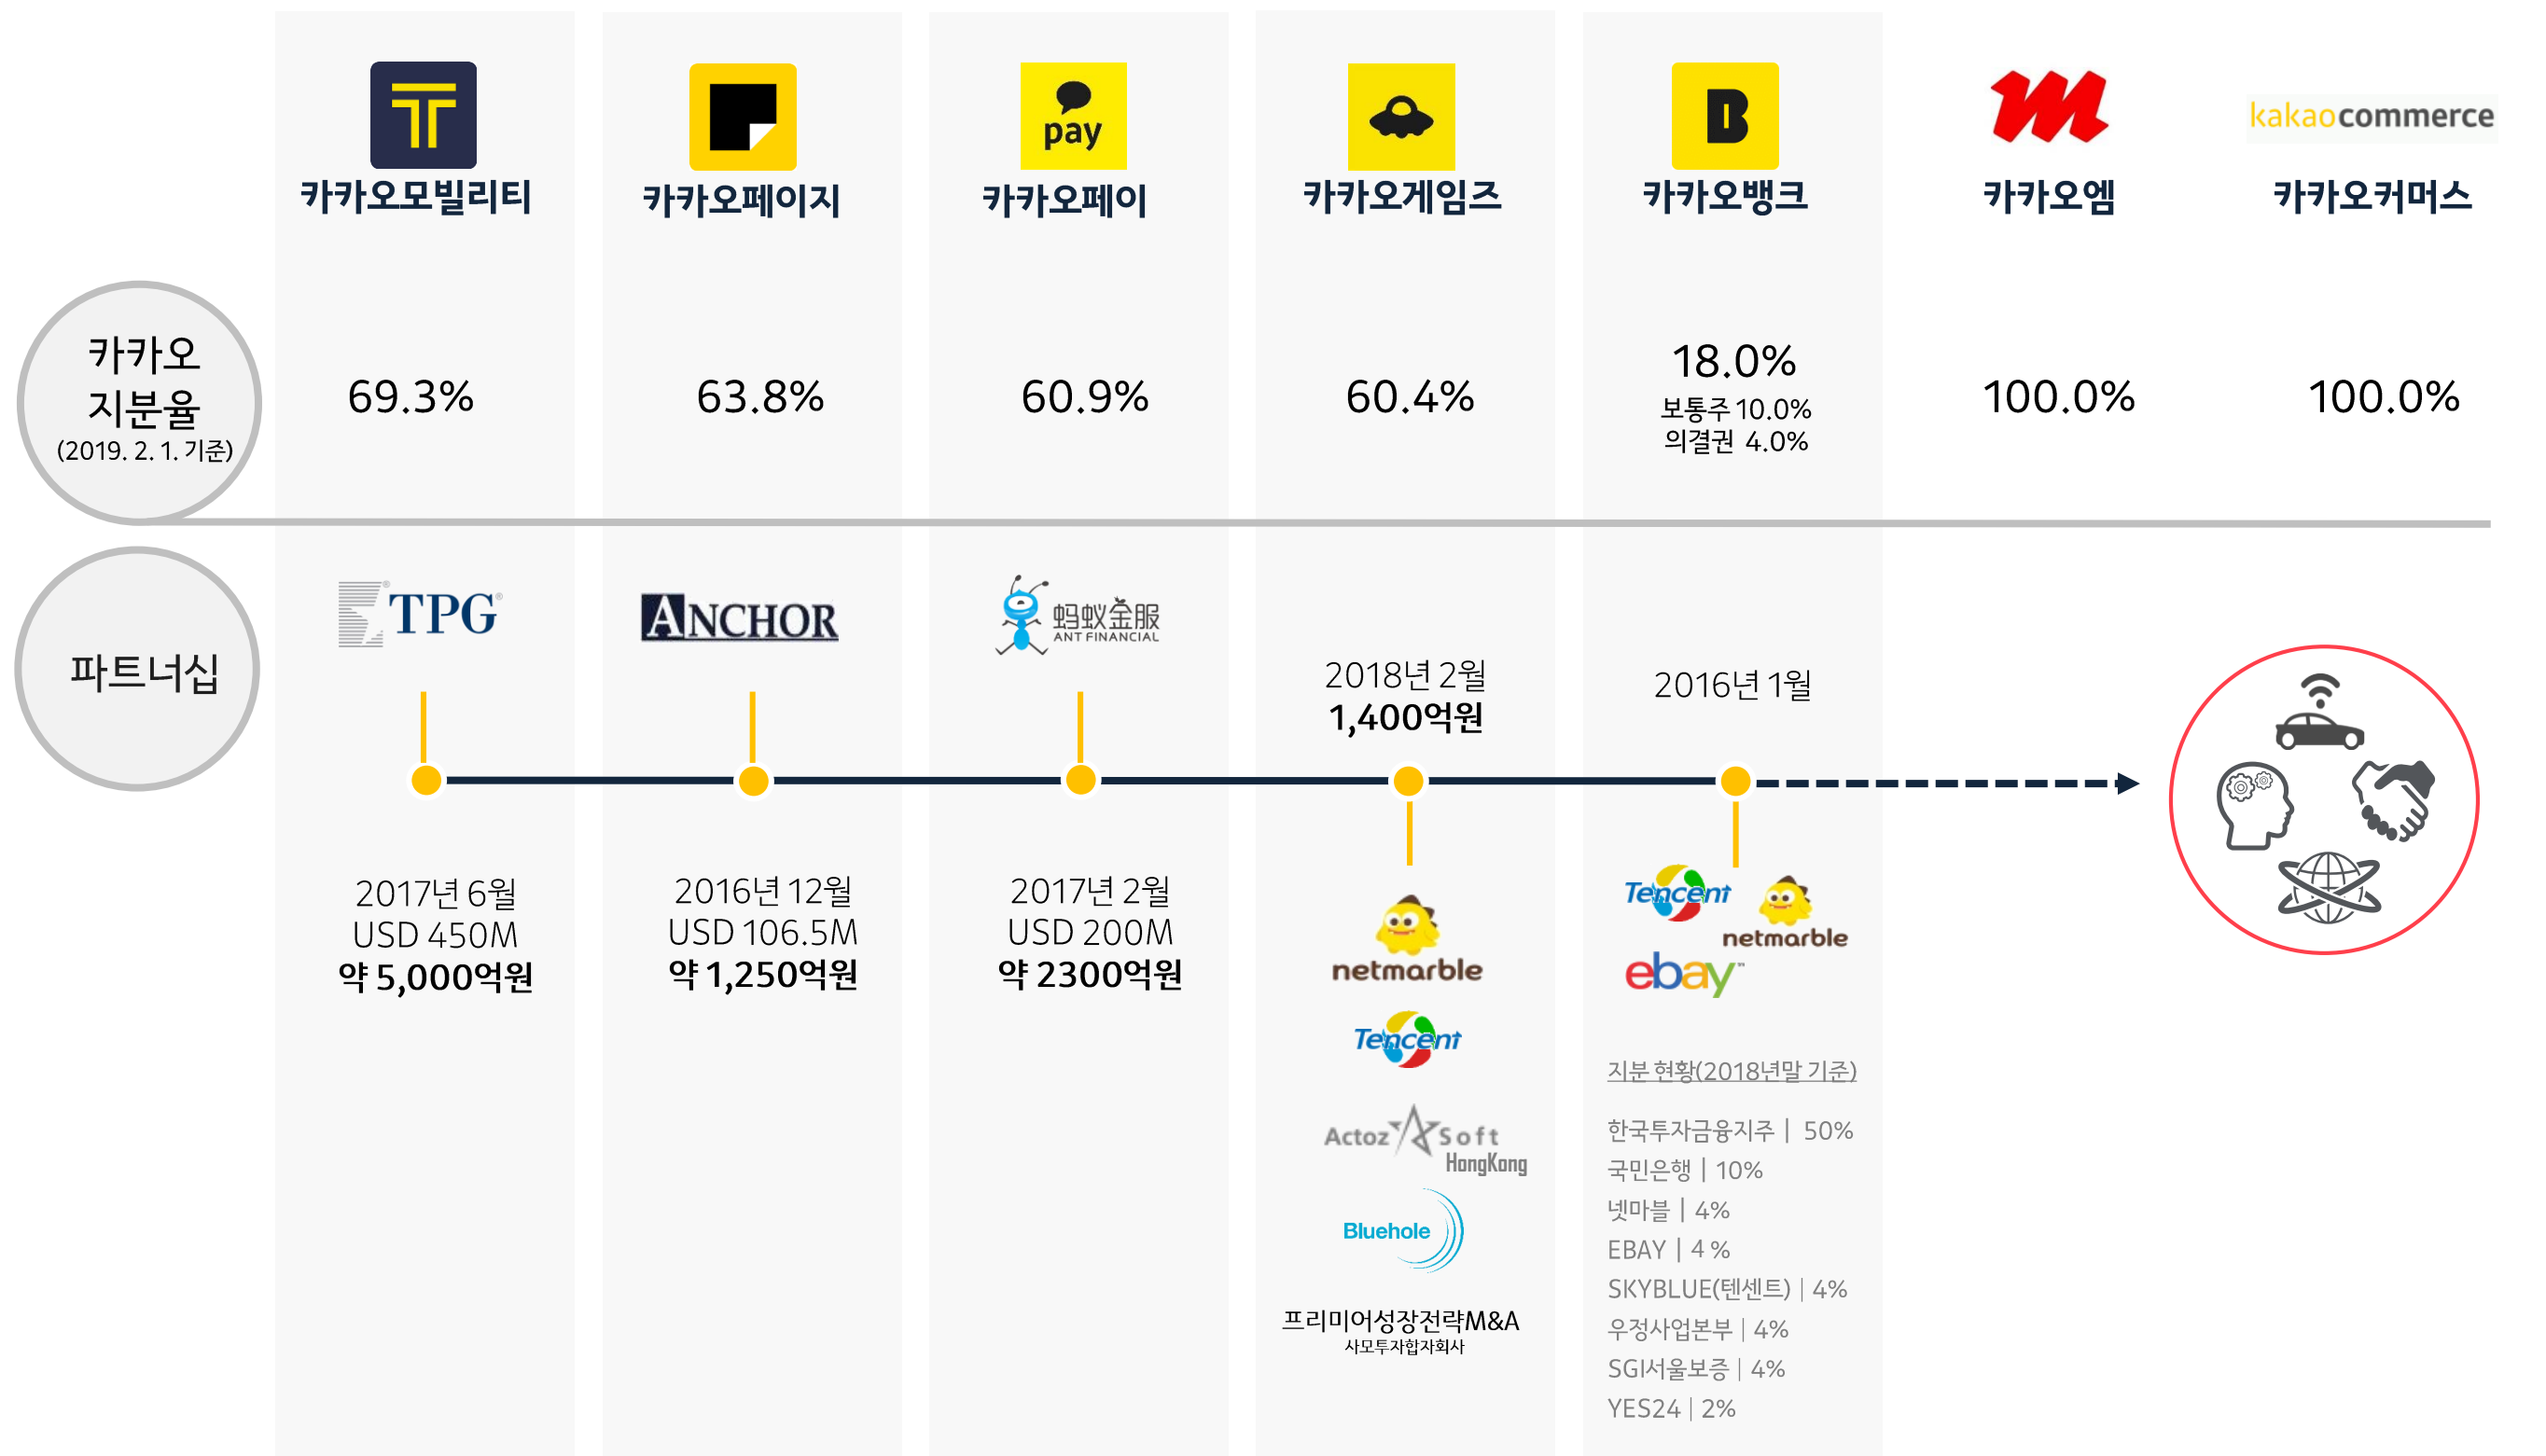 pay
B
kakaocommerce
카카오모빌리티
카카오페이지
카카오페이
카카오게임즈
카카오뱅크
카카오엠
카카오커머스
카카오
지분율
(2019. 2. 1. 기준)
69.3%
63.8%
60.9%
60.4%
18.0%
보통주 10.0%
의결권 4.0%
100.0%
100.0%
파트너십
TPG®
ANCHOR
蚂蚁金服
ANT FINANCIAL
2018년 2월
1,400억원
2016년 1월
2017년 6월
USD 450M
약 5,000억원
2016년 12월
USD 106.5M
약 1,250억원
2017년 2월
USD 200M
약 2300억원
netmarble
Tencent
Actoz Soft
HongKong
Bluehole
프리미어성장전략M&A
사모투자합자회사
Tencent
netmarble
ebay™
지분 현황(2018년말 기준)
한국투자금융지주 | 50%
국민은행 | 10%
넷마블 | 4%
EBAY | 4 %
SKYBLUE(텐센트) | 4%
우정사업본부 | 4%
SGI서울보증 | 4%
YES24 | 2%